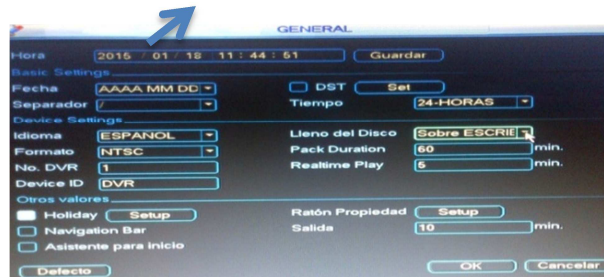 GENERAL
Hora 2015 / 01 / 18 11 : 44 : 51 Guardar
Basic Settings
Fecha AAAA MM DD DST Set
Separador / Tiempo 24-HORAS
Device Settings
Idioma ESPANOL Lleno del Disco Sobre ESCRIE
Formato NTSC Pack Duration 60 min.
No. DVR 1 Realtime Play 5 min.
Device ID DVR
Otros valores
Holiday Setup Ratón Propiedad Setup
Navigation Bar Salida 10 min.
Asistente para inicio
Defecto OK Cancelar